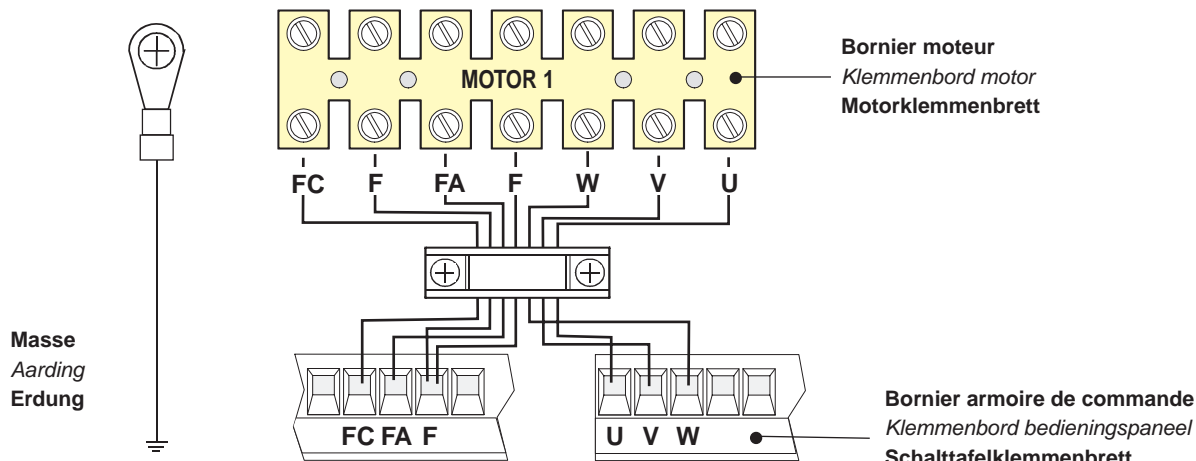 MOTOR 1
Bornier moteur
Klemmenbord motor
Motorklemmenbrett
FC F FA F W V U
Masse
Aarding
Erdung
FC FA F
U V W
Bornier armoire de commande
Klemmenbord bedieningspaneel
Schalttafelklemmenbrett